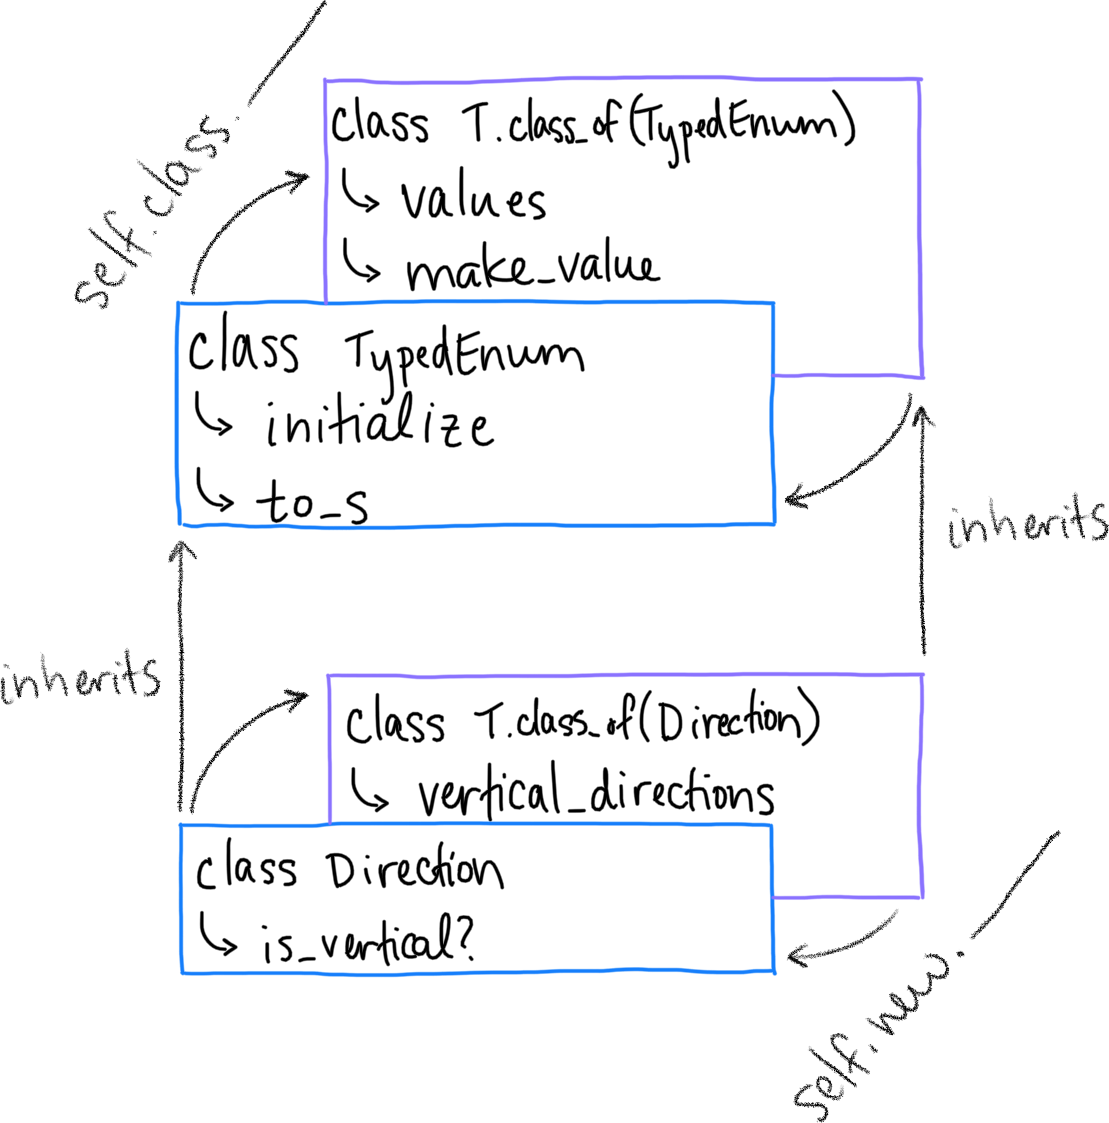 self.class.
class T.class_of(TypedEnum)
↳ values
↳ make_value
class TypedEnum
↳ initialize
↳ to_s
inherits
inherits
class T.class_of(Direction)
↳ vertical_directions
class Direction
↳ is_vertical?
self.new.